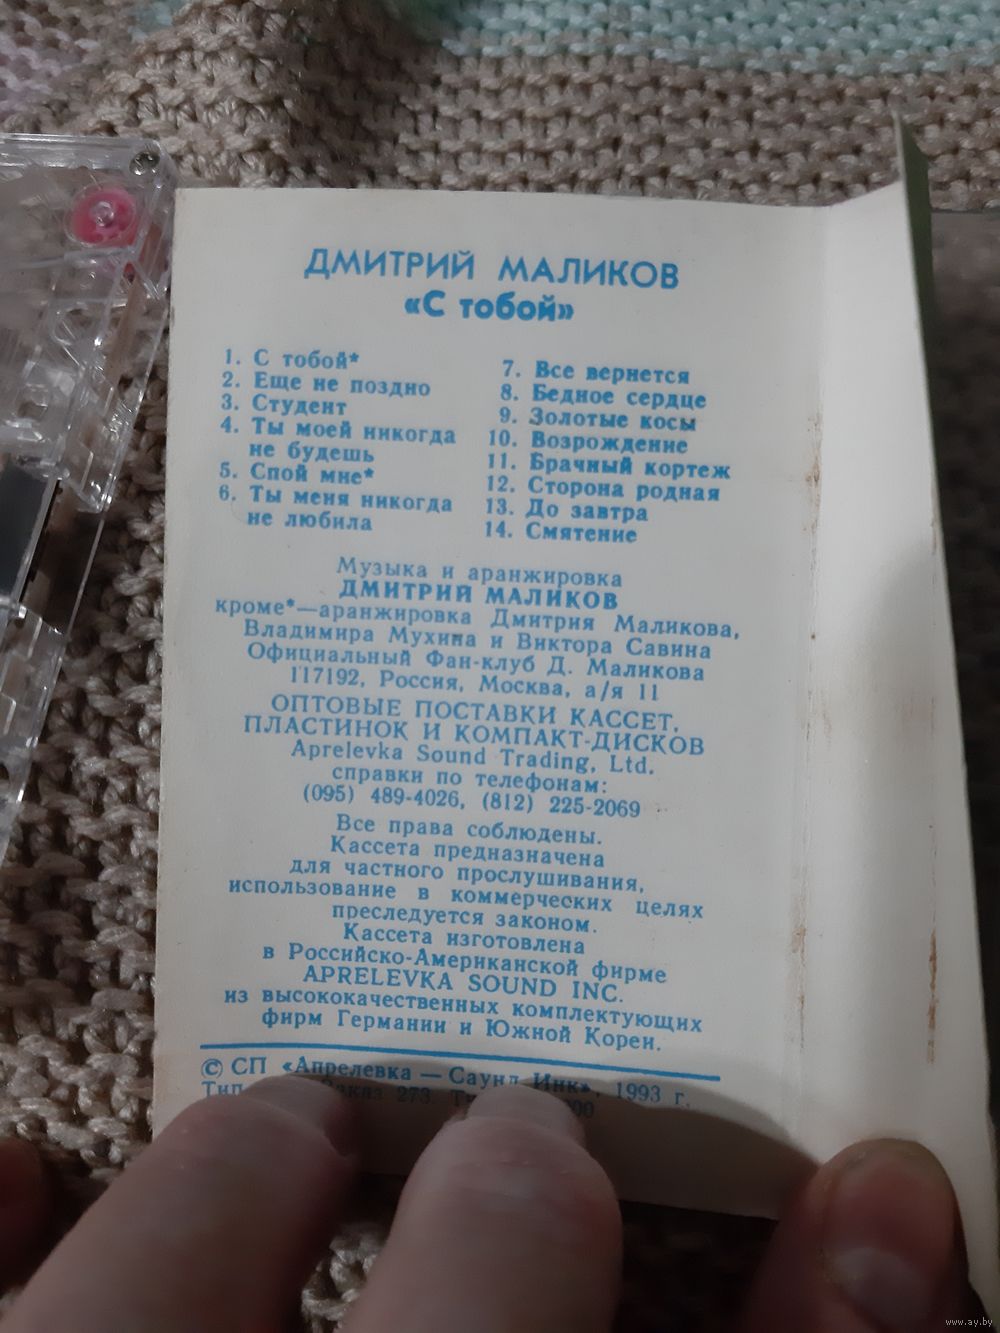 ДМИТРИЙ МАЛИКОВ
«С тобой»
1. С тобой*
2. Еще не поздно
3. Студент
4. Ты моей никогда
не будешь
5. Спой мне*
6. Ты меня никогда
не любила
7. Все вернется
8. Бедное сердце
9. Золотые косы
10. Возрождение
11. Брачный кортеж
12. Сторона родная
13. До завтра
14. Смятение
Музыка и аранжировка
ДМИТРИЙ МАЛИКОВ
кроме*—аранжировка Дмитрия Маликова,
Владимира Мухина и Виктора Савина
Официальный Фан-клуб Д. Маликова
117192, Россия, Москва, а/я 11
ОПТОВЫЕ ПОСТАВКИ КАССЕТ,
ПЛАСТИНОК И КОМПАКТ-ДИСКОВ
Aprelevka Sound Trading, Ltd.
справки по телефонам:
(095) 489-4026, (812) 225-2069
Все права соблюдены.
Кассета предназначена
для частного прослушивания,
использование в коммерческих целях
преследуется законом.
Кассета изготовлена
в Российско-Американской фирме
APRELEVKA SOUND INC.
из высококачественных комплектующих
фирм Германии и Южной Кореи.
© СП «Апрелевка — Саунд Инк», 1993 г.
Тип. Заказ 273.
www.ay.by